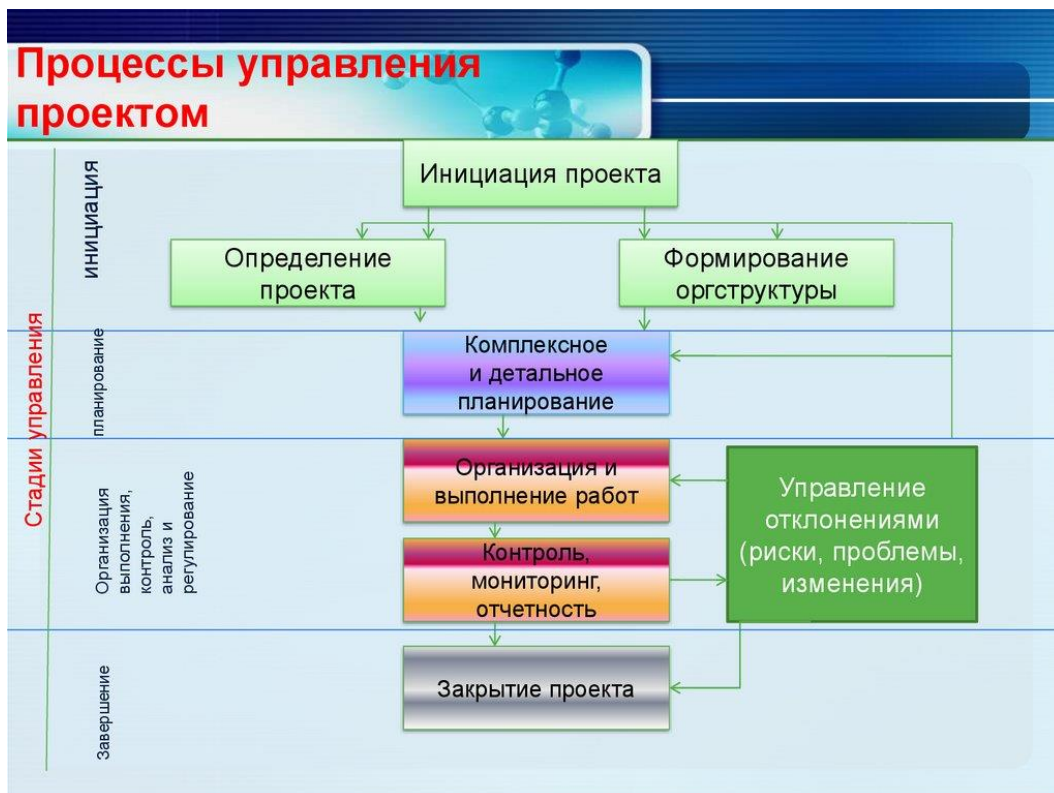 Процессы управления
проектом
Стадии управления
инициация
Инициация проекта
Определение
проекта
Формирование
оргструктуры
планирование
Комплексное
и детальное
планирование
Организация
выполнения,
контроль,
анализ и
регулирование
Организация и
выполнение работ
Контроль,
мониторинг,
отчетность
Управление
отклонениями
(риски, проблемы,
изменения)
Завершение
Закрытие проекта